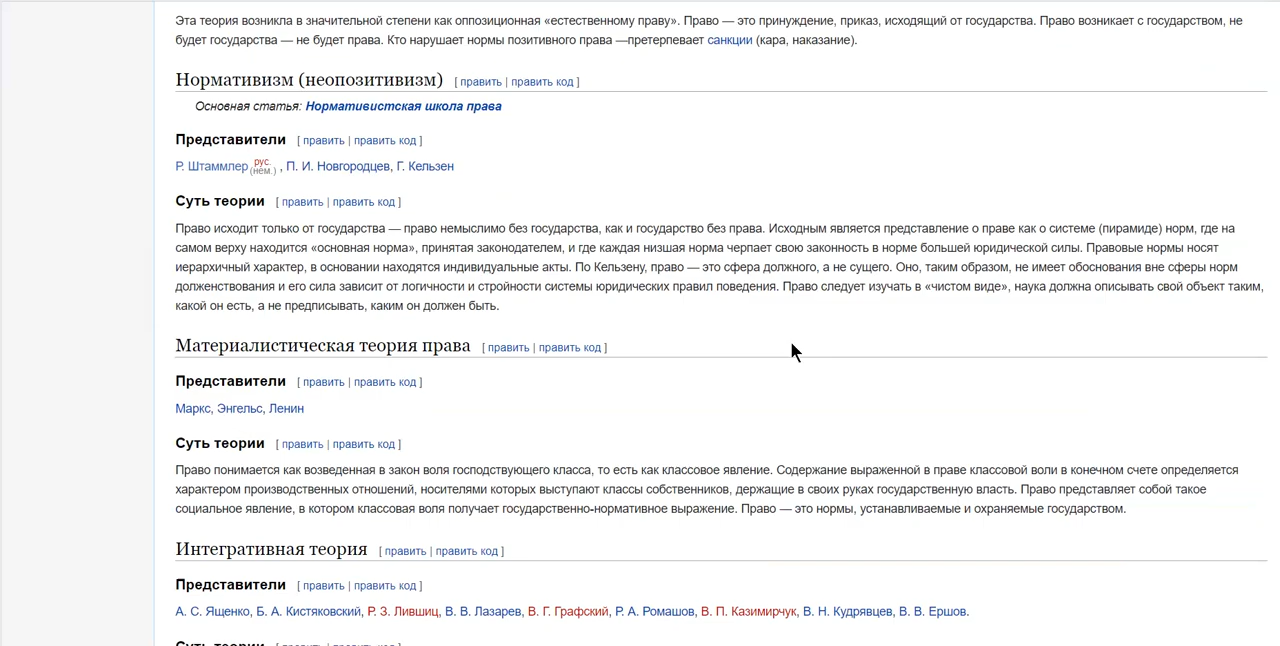 Эта теория возникла в значительной степени как оппозиционная «естественному праву». Право — это принуждение, приказ, исходящий от государства. Право возникает с государством, не
будет государства — не будет права. Кто нарушает нормы позитивного права —претерпевает санкции (кара, наказание).
Нормативизм (неопозитивизм) [ править | править код ]
Основная статья: Нормативистская школа права
Представители [ править | править код ]
Р. Штаммлер рус. (нем.) , П. И. Новгородцев, Г. Кельзен
Суть теории [ править | править код ]
Право исходит только от государства — право немыслимо без государства, как и государство без права. Исходным является представление о праве как о системе (пирамиде) норм, где на
самом верху находится «основная норма», принятая законодателем, и где каждая низшая норма черпает свою законность в норме большей юридической силы. Правовые нормы носят
иерархичный характер, в основании находятся индивидуальные акты. По Кельзену, право — это сфера должного, а не сущего. Оно, таким образом, не имеет обоснования вне сферы норм
долженствования и его сила зависит от логичности и стройности системы юридических правил поведения. Право следует изучать в «чистом виде», наука должна описывать свой объект таким,
какой он есть, а не предписывать, каким он должен быть.
Материалистическая теория права [ править | править код ]
Представители [ править | править код ]
Маркс, Энгельс, Ленин
Суть теории [ править | править код ]
Право понимается как возведенная в закон воля господствующего класса, то есть как классовое явление. Содержание выраженной в праве классовой воли в конечном счете определяется
характером производственных отношений, носителями которых выступают классы собственников, держащие в своих руках государственную власть. Право представляет собой такое
социальное явление, в котором классовая воля получает государственно-нормативное выражение. Право — это нормы, устанавливаемые и охраняемые государством.
Интегративная теория [ править | править код ]
Представители [ править | править код ]
А. С. Ященко, Б. А. Кистяковский, Р. З. Лившиц, В. В. Лазарев, В. Г. Графский, Р. А. Ромашов, В. П. Казимирчук, В. Н. Кудрявцев, В. В. Ершов.
Суть теории [ править | править код ]